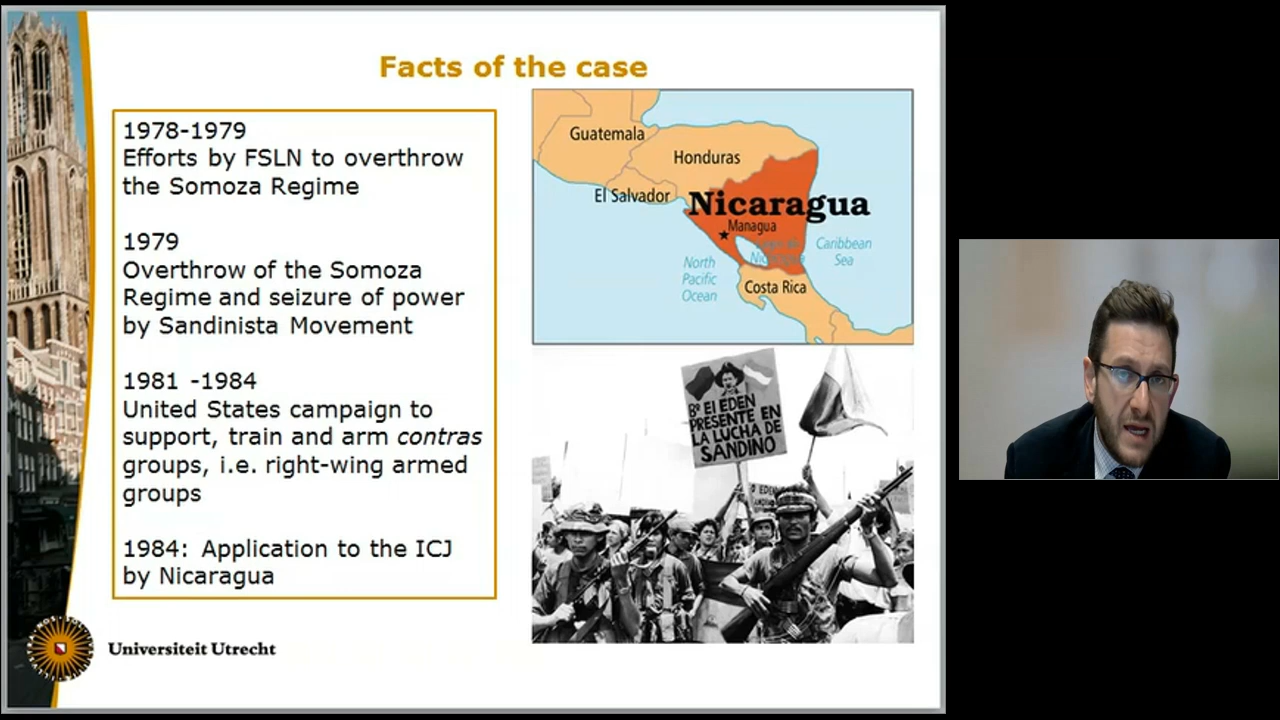 Facts of the case
1978-1979
Efforts by FSLN to overthrow
the Somoza Regime
1979
Overthrow of the Somoza
Regime and seizure of power
by Sandinista Movement
1981 -1984
United States campaign to
support, train and arm contras
groups, i.e. right-wing armed
groups
1984: Application to the ICJ
by Nicaragua
Guatemala
Honduras
El Salvador
Nicaragua
Managua
Caribbean
Sea
North
Pacific
Ocean
Costa Rica
Bº El EDEN
PRESENTE EN
LA LUCHA DE
SANDINO
Universiteit Utrecht